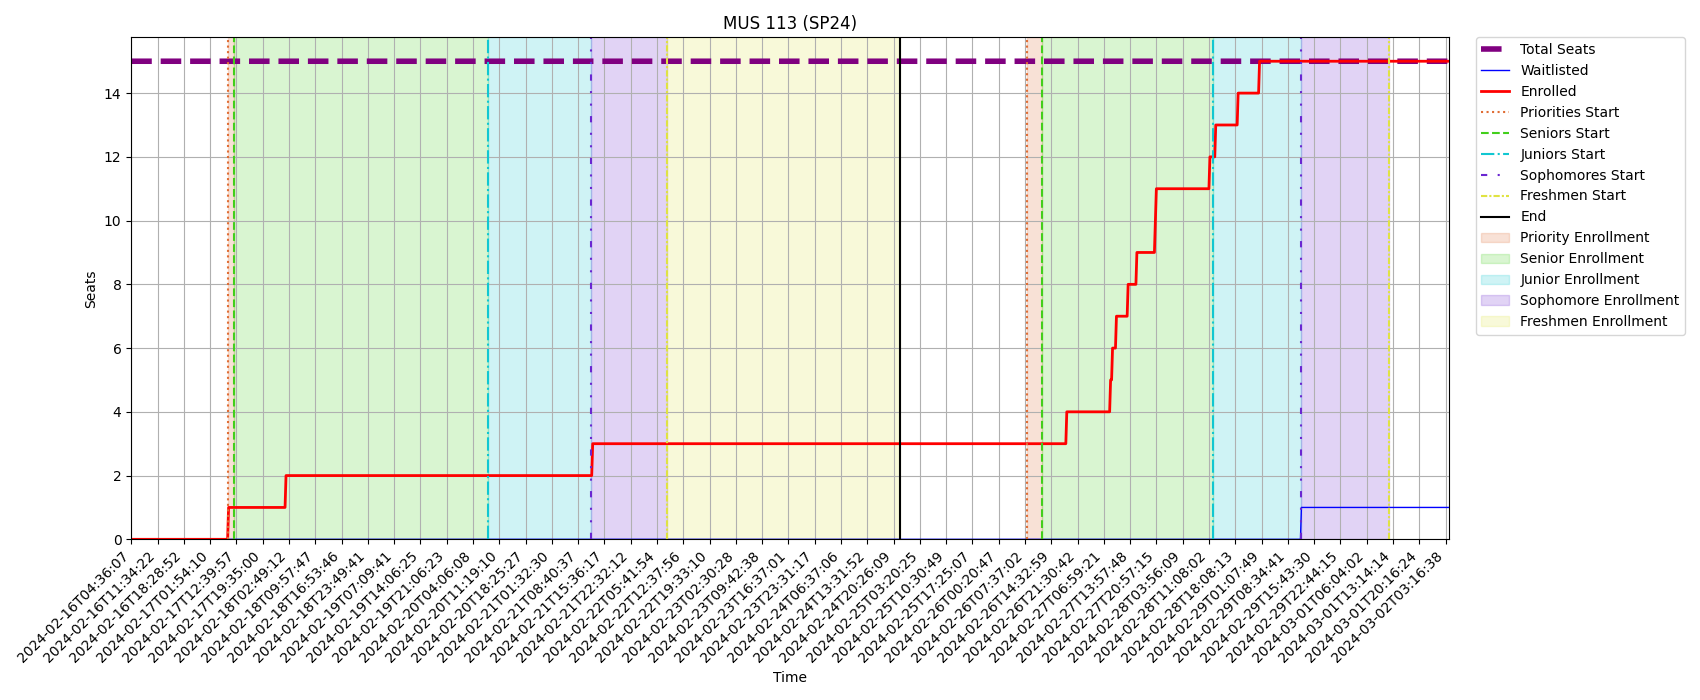 MUS 113 (SP24)
Seats
14
12
10
8
6
4
2
0
2024-02-16T04:36:07
2024-02-16T11:34:22
2024-02-16T18:28:52
2024-02-17T01:54:10
2024-02-17T12:39:57
2024-02-17T19:35:00
2024-02-18T02:49:12
2024-02-18T09:57:47
2024-02-18T16:53:46
2024-02-18T23:49:41
2024-02-19T07:09:41
2024-02-19T14:06:25
2024-02-19T21:06:23
2024-02-20T04:06:08
2024-02-20T11:19:10
2024-02-20T18:25:27
2024-02-21T01:32:30
2024-02-21T08:40:37
2024-02-21T15:36:17
2024-02-21T22:32:12
2024-02-22T05:41:54
2024-02-22T12:37:56
2024-02-22T19:33:10
2024-02-23T02:30:28
2024-02-23T09:42:38
2024-02-23T16:37:01
2024-02-23T23:31:17
2024-02-24T06:37:06
2024-02-24T13:31:52
2024-02-24T20:26:09
2024-02-25T03:20:25
2024-02-25T10:30:49
2024-02-25T17:25:07
2024-02-26T00:20:47
2024-02-26T07:37:02
2024-02-26T14:32:59
2024-02-26T21:30:42
2024-02-27T06:59:21
2024-02-27T13:57:48
2024-02-27T20:57:15
2024-02-28T03:56:09
2024-02-28T11:08:02
2024-02-28T18:08:13
2024-02-29T01:07:49
2024-02-29T08:34:41
2024-02-29T15:43:30
2024-02-29T22:44:15
2024-03-01T06:04:02
2024-03-01T13:14:14
2024-03-01T20:16:24
2024-03-02T03:16:38
Time
Total Seats
Waitlisted
Enrolled
Priorities Start
Seniors Start
Juniors Start
Sophomores Start
Freshmen Start
End
Priority Enrollment
Senior Enrollment
Junior Enrollment
Sophomore Enrollment
Freshmen Enrollment